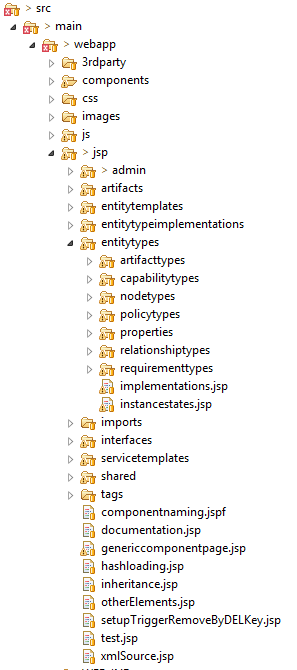 > src
> main
> webapp
> 3rdparty
> components
> css
> images
> js
> jsp
> admin
artifacts
entitytemplates
entitytypeimplementations
entitytypes
artifacttypes
capabilitytypes
nodetypes
policytypes
properties
relationshiptypes
requirementtypes
implementations.jsp
instancestates.jsp
imports
interfaces
servicetemplates
shared
tags
componentnaming.jspf
documentation.jsp
genericcomponentpage.jsp
hashloading.jsp
inheritance.jsp
otherElements.jsp
setupTriggerRemoveByDELKey.jsp
test.jsp
xmlSource.jsp